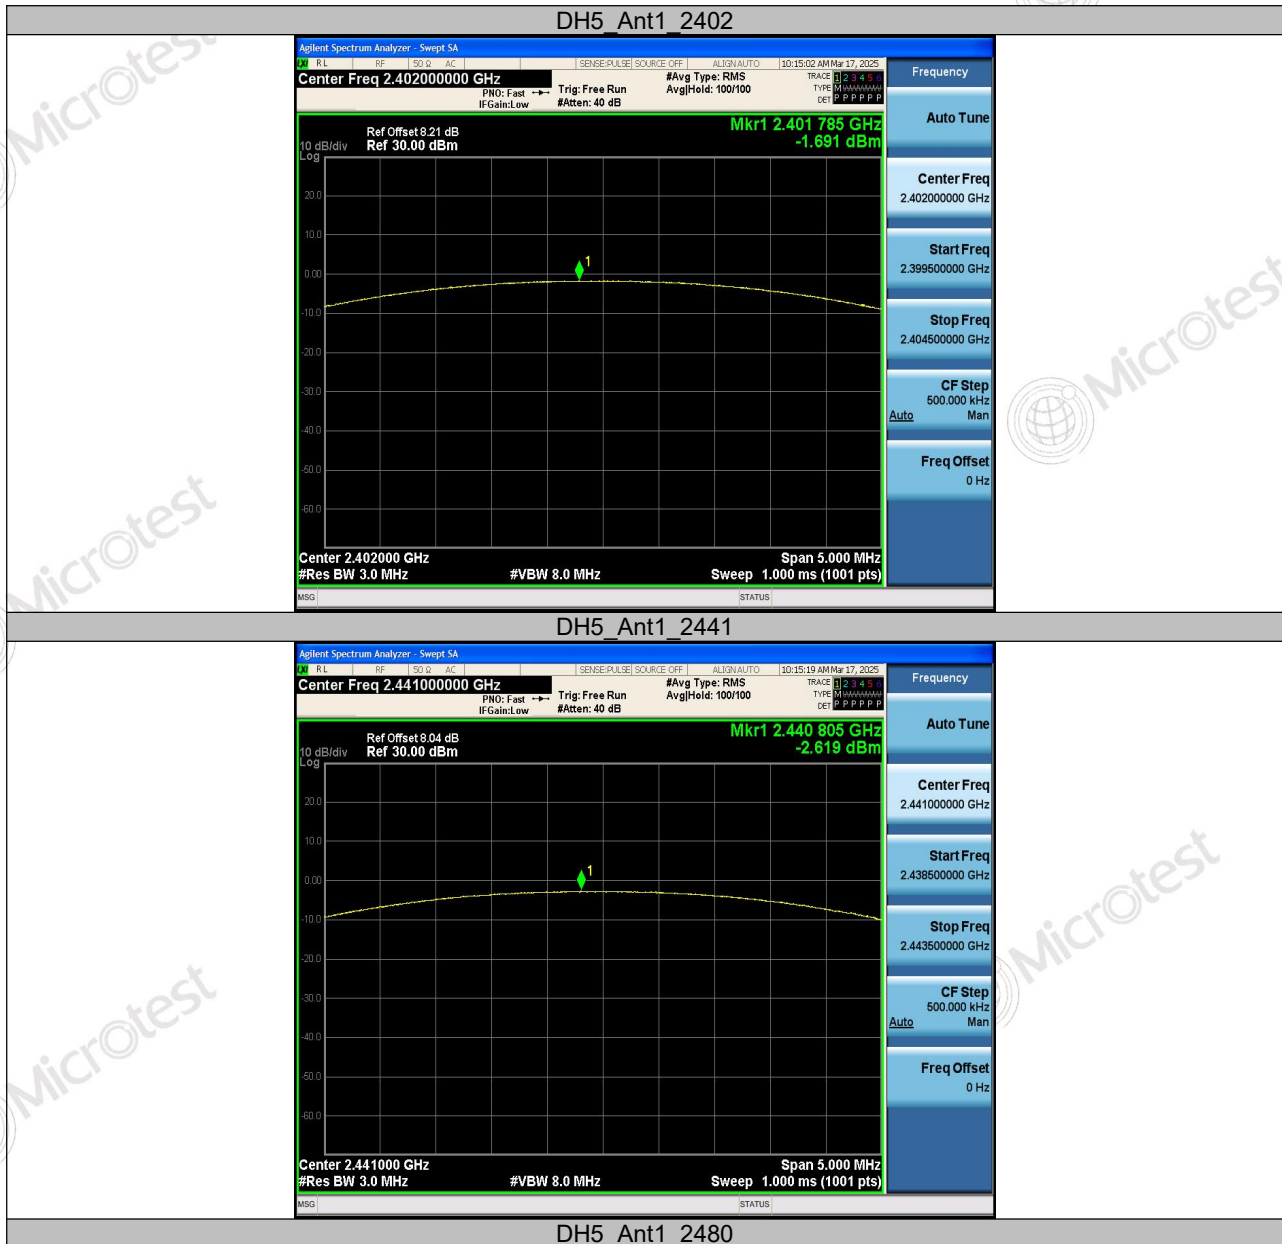 DH5_Ant1_2402
Agilent Spectrum Analyzer - Swept SA
LXI RL RF 50 Ω AC SENSE:PULSE SOURCE OFF ALIGNAUTO 10:15:02 AM Mar 17, 2025
Center Freq 2.402000000 GHz
#Avg Type: RMS
TRACE 1 2 3 4 5 6
PNO: Fast Trig: Free Run Avg|Hold: 100/100
TYPE M WWWWW
IFGain:Low #Atten: 40 dB
DET P P P P P P
Frequency
Auto Tune
Mkr1 2.401 785 GHz
-1.691 dBm
Ref Offset 8.21 dB
10 dB/div Ref 30.00 dBm
Log
20.0
10.0
0.00
-10.0
-20.0
-30.0
-40.0
-50.0
-60.0
1
Center Freq
2.402000000 GHz
Start Freq
2.399500000 GHz
Stop Freq
2.404500000 GHz
CF Step
500.000 kHz
Auto Man
Freq Offset
0 Hz
Center 2.402000 GHz Span 5.000 MHz
#Res BW 3.0 MHz #VBW 8.0 MHz Sweep 1.000 ms (1001 pts)
MSG STATUS
DH5_Ant1_2441
Agilent Spectrum Analyzer - Swept SA
LXI RL RF 50 Ω AC SENSE:PULSE SOURCE OFF ALIGNAUTO 10:15:19 AM Mar 17, 2025
Center Freq 2.441000000 GHz
#Avg Type: RMS
TRACE 1 2 3 4 5 6
PNO: Fast Trig: Free Run Avg|Hold: 100/100
TYPE M WWWWW
IFGain:Low #Atten: 40 dB
DET P P P P P P
Frequency
Auto Tune
Mkr1 2.440 805 GHz
-2.619 dBm
Ref Offset 8.04 dB
10 dB/div Ref 30.00 dBm
Log
20.0
10.0
0.00
-10.0
-20.0
-30.0
-40.0
-50.0
-60.0
1
Center Freq
2.441000000 GHz
Start Freq
2.438500000 GHz
Stop Freq
2.443500000 GHz
CF Step
500.000 kHz
Auto Man
Freq Offset
0 Hz
Center 2.441000 GHz Span 5.000 MHz
#Res BW 3.0 MHz #VBW 8.0 MHz Sweep 1.000 ms (1001 pts)
MSG STATUS
DH5_Ant1_2480
Microtest
Microtest
Microtest
Microtest
Microtest